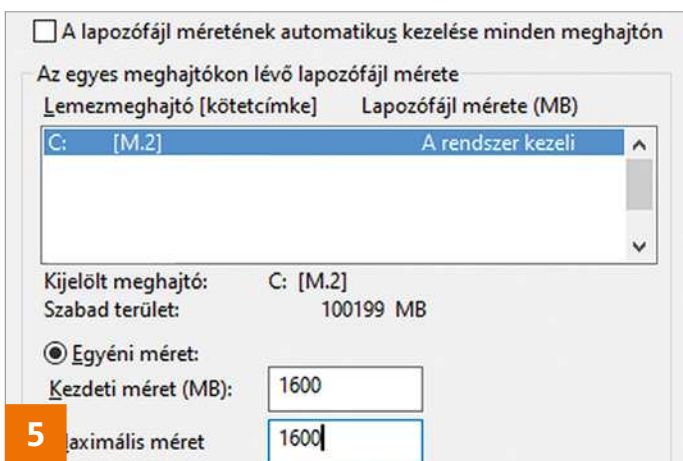 A lapozófájl méretének automatikus kezelése minden meghajtón
Az egyes meghajtókon lévő lapozófájl mérete
Lemezmeghajtó [kötetcímke] Lapozófájl mérete (MB)
C: [M.2] A rendszer kezeli
Kijelölt meghajtó: C: [M.2]
Szabad terület: 100199 MB
Egyéni méret:
Kezdeti méret (MB): 1600
5 aximális méret 1600